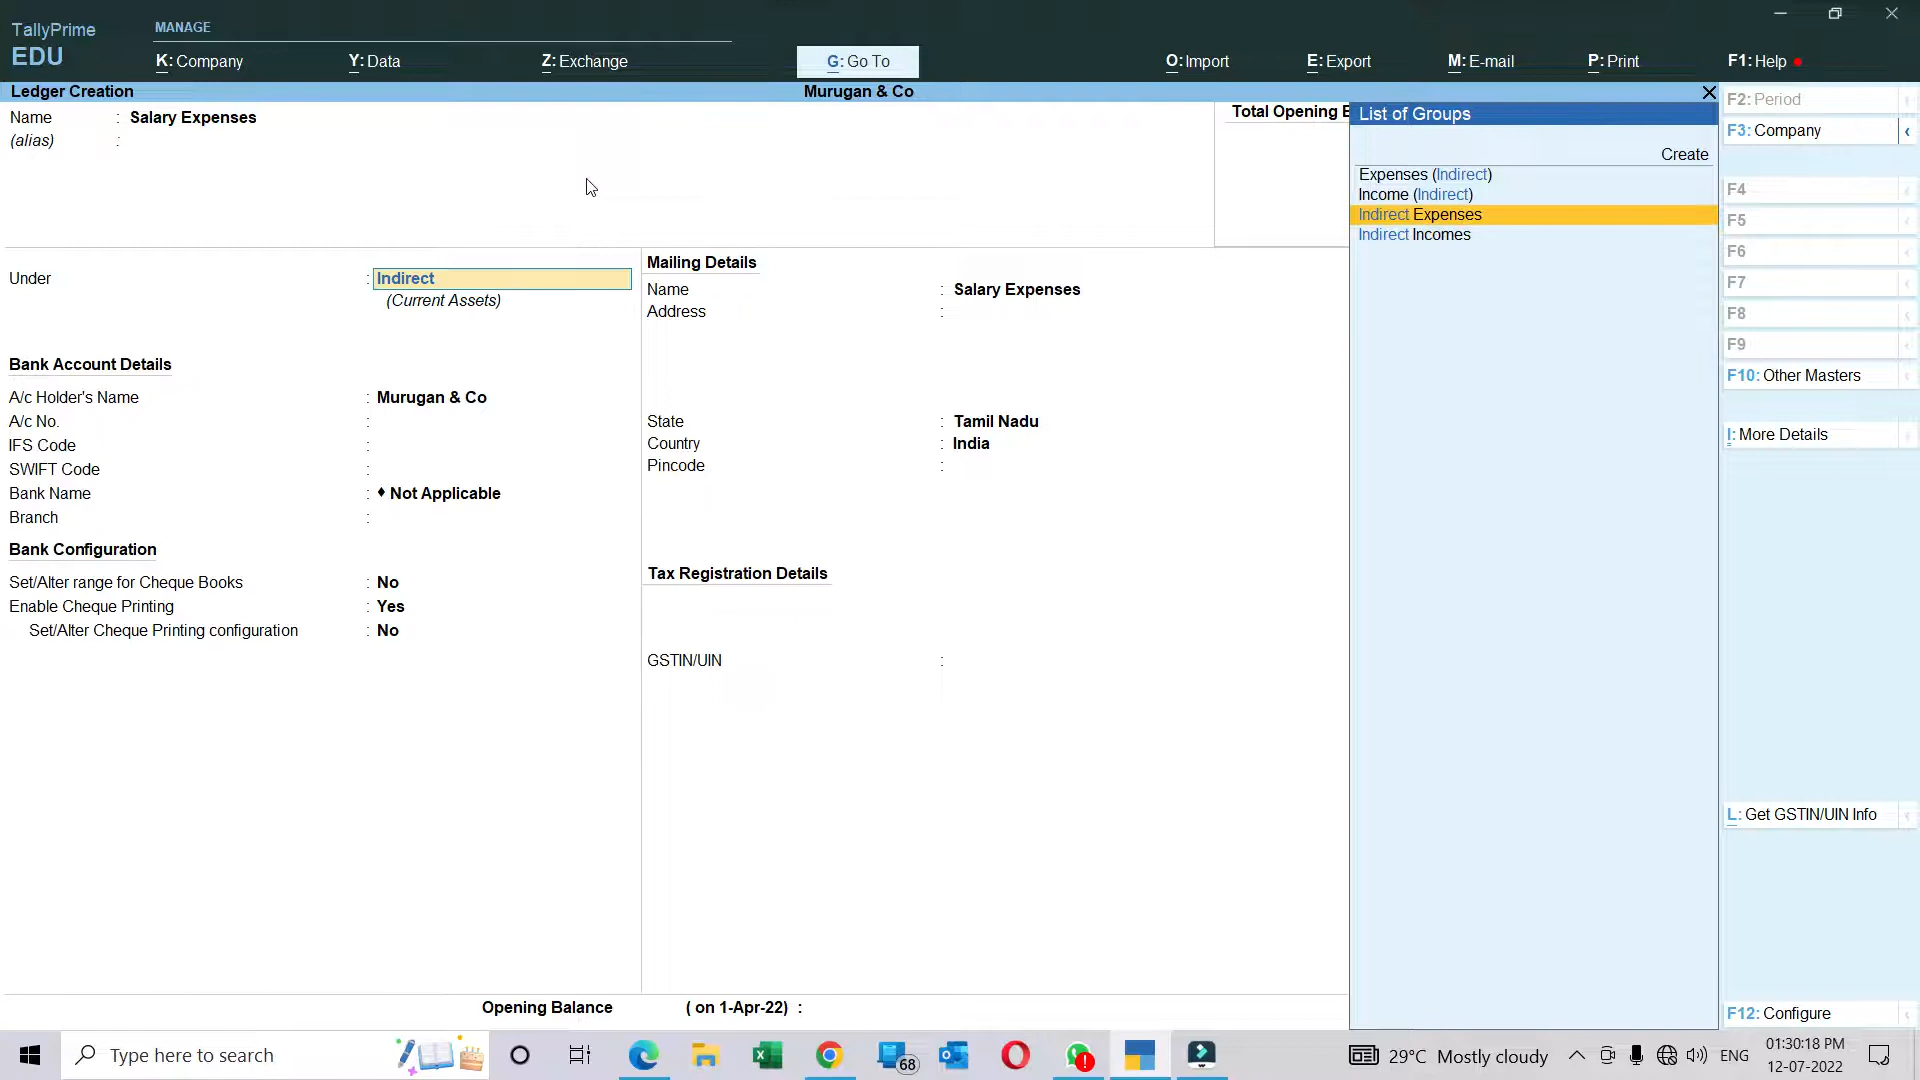 TallyPrime
EDU
MANAGE
K: Company
Y: Data
Z: Exchange
G: Go To
O: Import
E: Export
M: E-mail
P: Print
F1: Help
Ledger Creation
Murugan & Co
Name : Salary Expenses
(alias) :
Total Opening B
Under : Indirect
(Current Assets)
Bank Account Details
A/c Holder's Name : Murugan & Co
A/c No. :
IFS Code :
SWIFT Code :
Bank Name : ♦ Not Applicable
Branch :
Bank Configuration
Set/Alter range for Cheque Books : No
Enable Cheque Printing : Yes
Set/Alter Cheque Printing configuration : No
Mailing Details
Name : Salary Expenses
Address :
State : Tamil Nadu
Country : India
Pincode :
Tax Registration Details
GSTIN/UIN :
Opening Balance ( on 1-Apr-22) :
List of Groups
Create
Expenses (Indirect)
Income (Indirect)
Indirect Expenses
Indirect Incomes
F2: Period
F3: Company
F4
F5
F6
F7
F8
F9
F10: Other Masters
I: More Details
L: Get GSTIN/UIN Info
F12: Configure
Type here to search
68
29°C Mostly cloudy
ENG
01:30:18 PM
12-07-2022